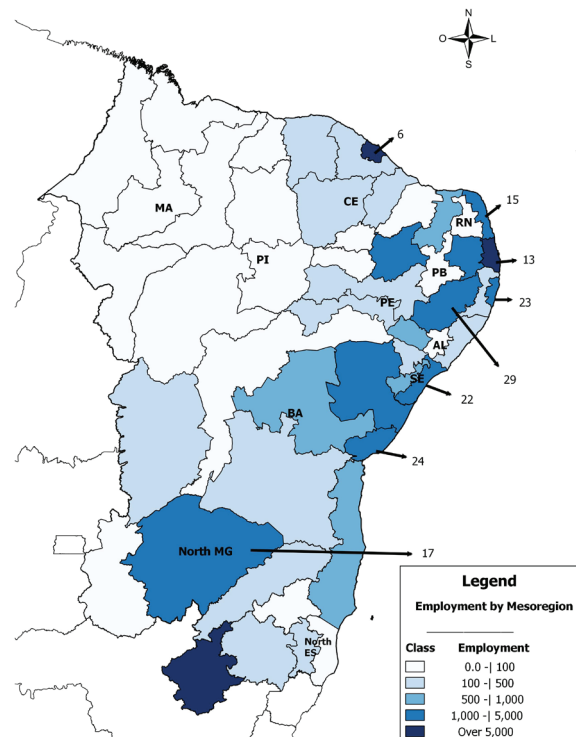 N
O L
S
6
MA
CE
15
RN
PI
PB
13
PE
23
AL
SE
29
BA
22
24
North MG
17
North
ES
Legend
Employment by Mesoregion
Class Employment
0.0 -| 100
100 -| 500
500 -| 1,000
1,000 -| 5,000
Over 5,000